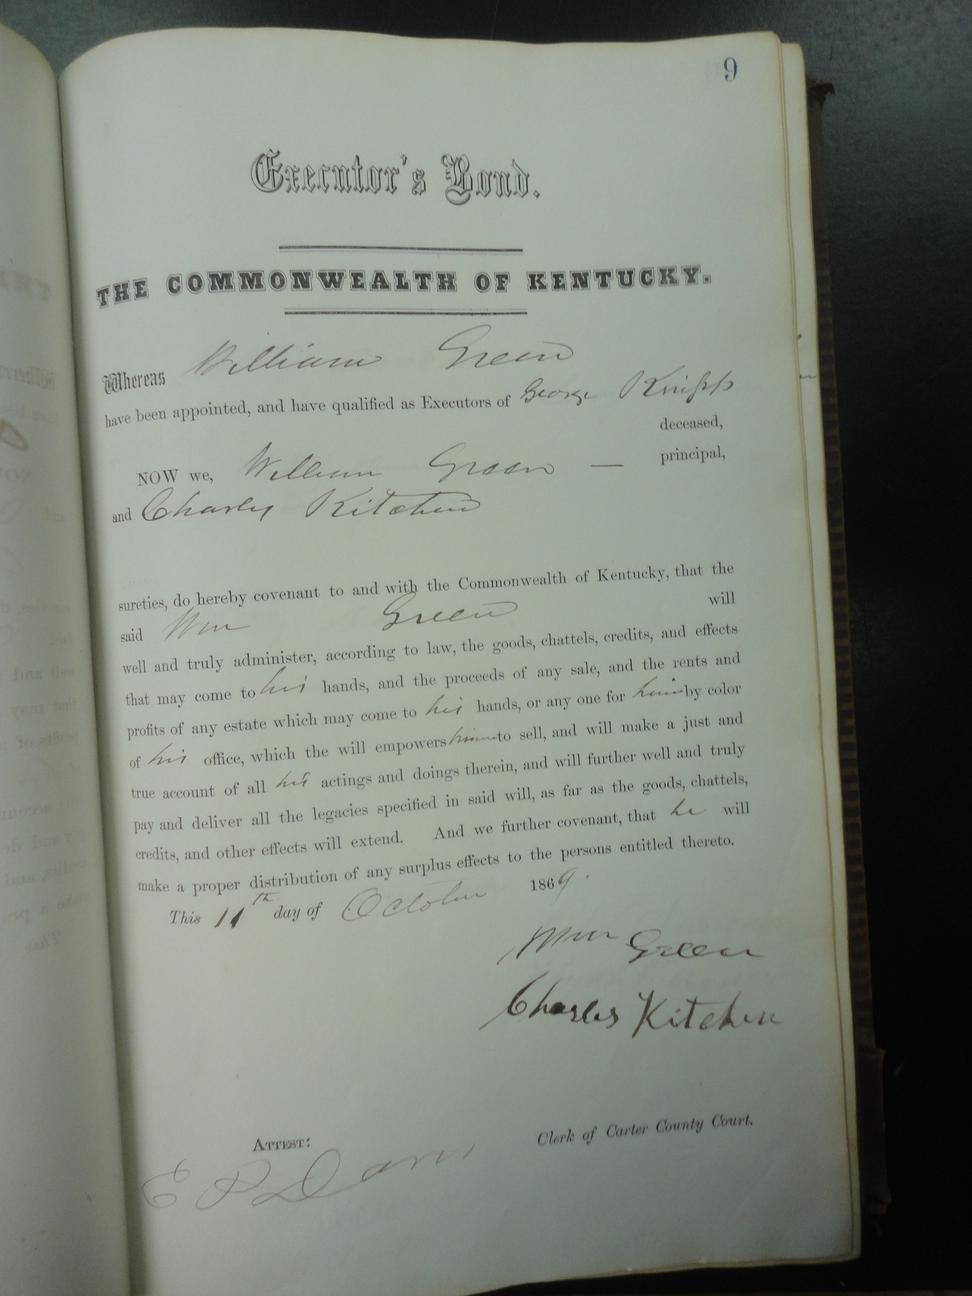 9
Executor's Bond.
THE COMMONWEALTH OF KENTUCKY.
Whereas William Green
have been appointed, and have qualified as Executors of George Knipp
deceased,
NOW we, William Green — principal,
and Charles Kitchen
sureties, do hereby covenant to and with the Commonwealth of Kentucky, that the
said Wm Green will
well and truly administer, according to law, the goods, chattels, credits, and effects
that may come to his hands, and the proceeds of any sale, and the rents and
profits of any estate which may come to his hands, or any one for him by color
of his office, which the will empowers him to sell, and will make a just and
true account of all his actings and doings therein, and will further well and truly
pay and deliver all the legacies specified in said will, as far as the goods, chattels,
credits, and other effects will extend. And we further covenant, that he will
make a proper distribution of any surplus effects to the persons entitled thereto.
This 11th day of October 1869.
Wm Green
Charles Kitchen
ATTEST: Clerk of Carter County Court.
E P Davis